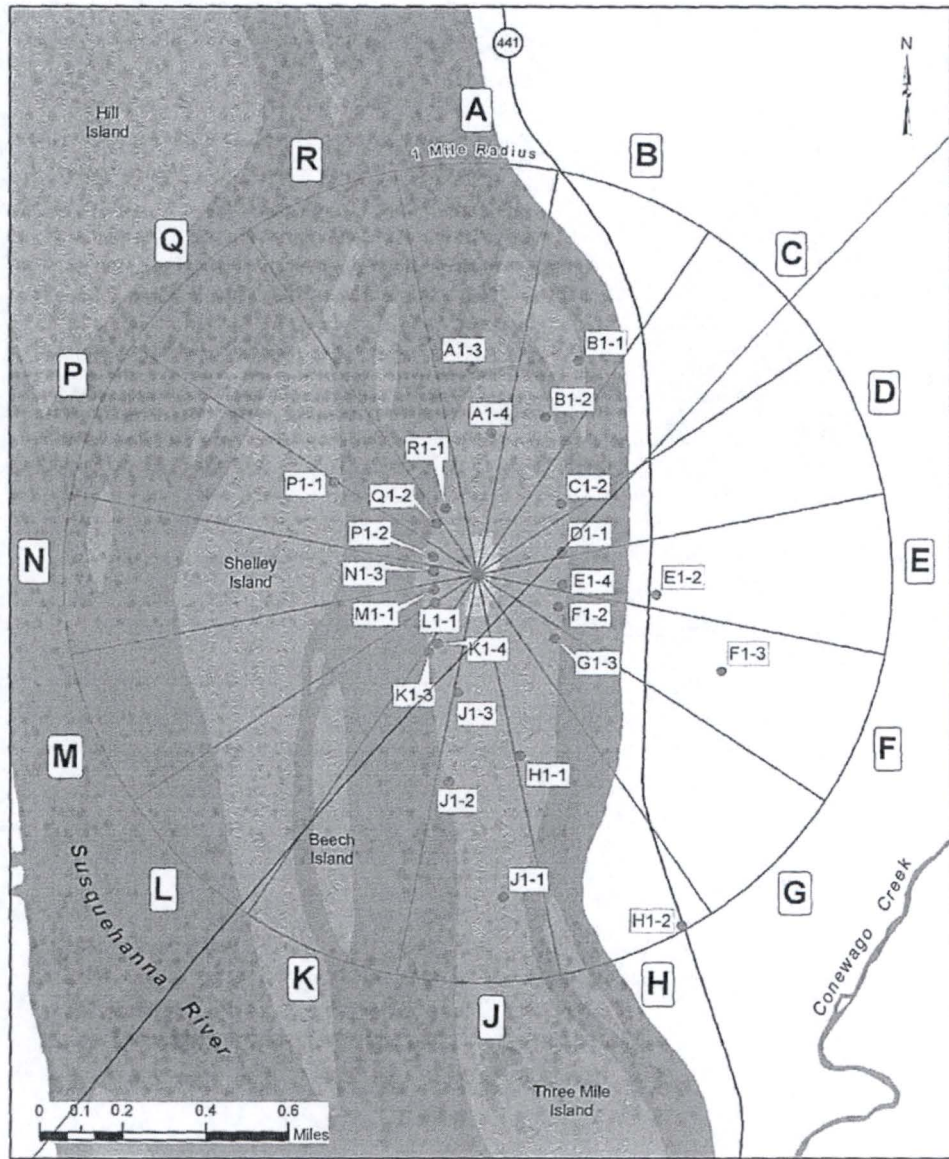 441
N
Hill
Island
A
R
1 Mile Radius
B
Q
C
A1-3
B1-1
P
D
A1-4
B1-2
R1-1
P1-1
Q1-2
C1-2
P1-2
D1-1
N
Shelley
Island
N1-3
E1-4
E1-2
E
M1-1
F1-2
L1-1
K1-4
G1-3
F1-3
K1-3
J1-3
M
F
H1-1
J1-2
Beech
Island
Susquehanna
River
L
J1-1
G
H1-2
Conewago Creek
K
H
J
Three Mile
Island
0 0.1 0.2 0.4 0.6
Miles